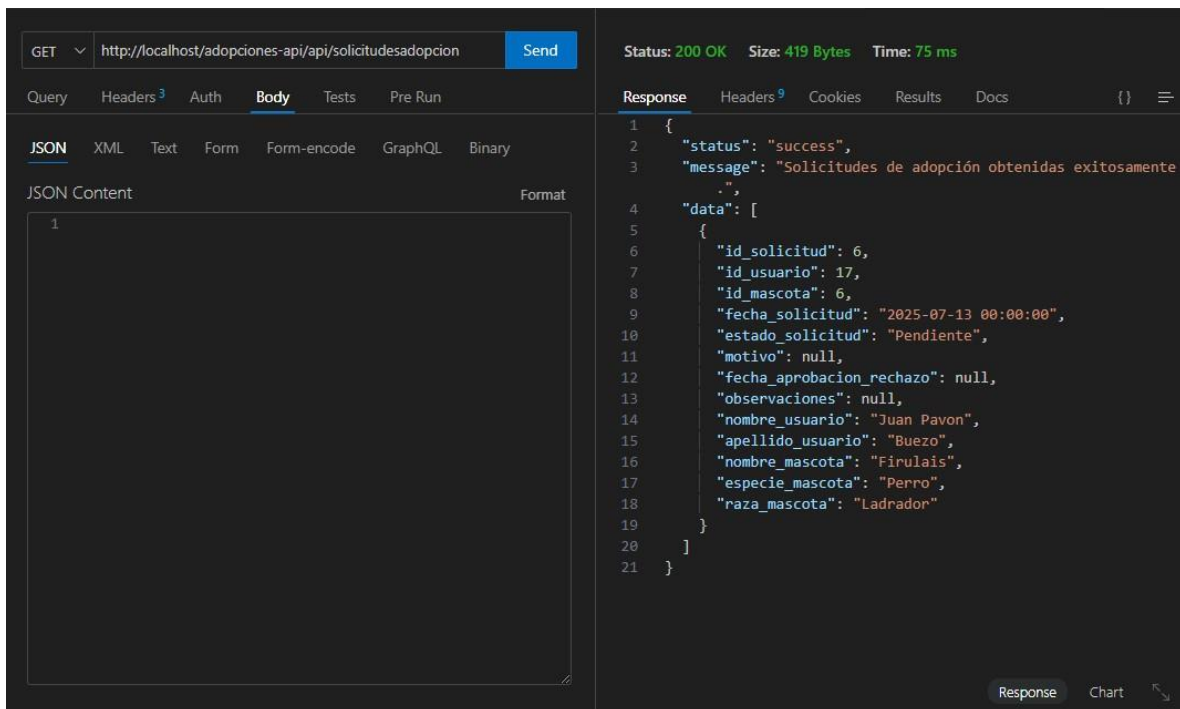 GET http://localhost/adopciones-api/api/solicitudesadopcion Send
Query Headers 3 Auth Body Tests Pre Run
JSON XML Text Form Form-encode GraphQL Binary
JSON Content Format
1
Status: 200 OK Size: 419 Bytes Time: 75 ms
Response Headers 9 Cookies Results Docs {}
1 {
2 "status": "success",
3 "message": "Solicitudes de adopción obtenidas exitosamente
.",
4 "data": [
5 {
6 "id_solicitud": 6,
7 "id_usuario": 17,
8 "id_mascota": 6,
9 "fecha_solicitud": "2025-07-13 00:00:00",
10 "estado_solicitud": "Pendiente",
11 "motivo": null,
12 "fecha_aprobacion_rechazo": null,
13 "observaciones": null,
14 "nombre_usuario": "Juan Pavon",
15 "apellido_usuario": "Buezo",
16 "nombre_mascota": "Firulais",
17 "especie_mascota": "Perro",
18 "raza_mascota": "Ladrador"
19 }
20 ]
21 }
Response Chart